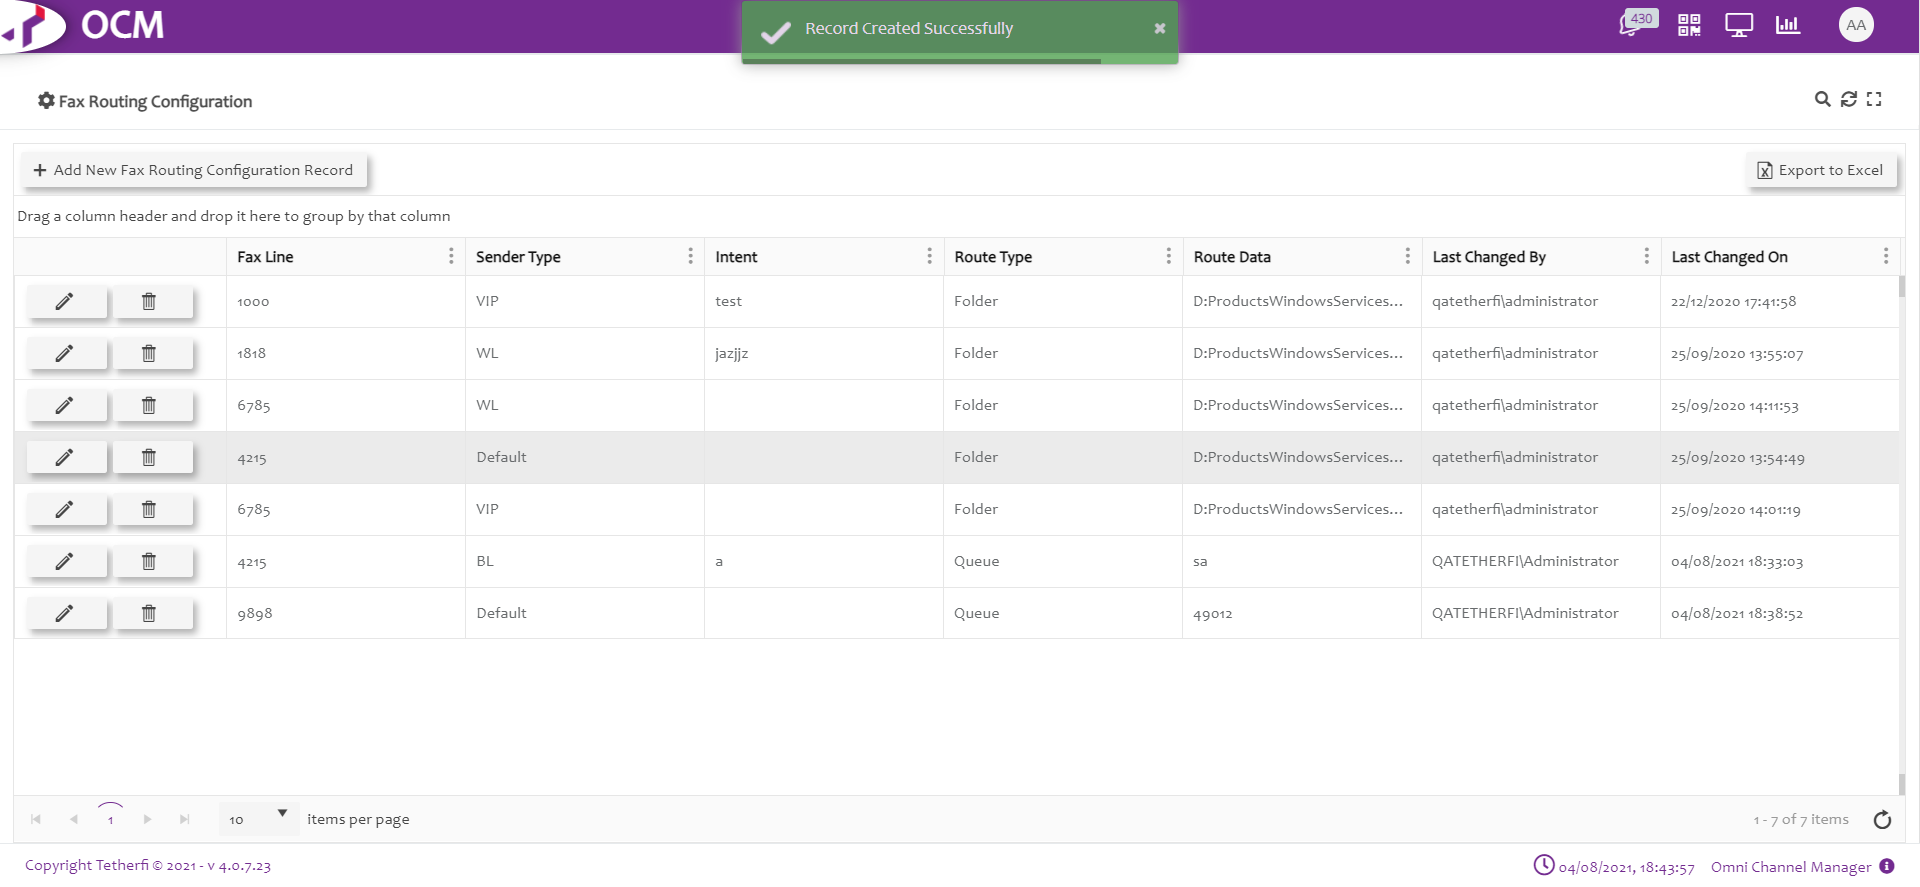 OCM
Record Created Successfully
430
AA
Fax Routing Configuration
Add New Fax Routing Configuration Record
Export to Excel
Drag a column header and drop it here to group by that column
Fax Line Sender Type Intent Route Type Route Data Last Changed By Last Changed On
1000 VIP test Folder D:ProductsWindowsServices... qatetherfi\administrator 22/12/2020 17:41:58
1818 WL jazjjz Folder D:ProductsWindowsServices... qatetherfi\administrator 25/09/2020 13:55:07
6785 WL Folder D:ProductsWindowsServices... qatetherfi\administrator 25/09/2020 14:11:53
4215 Default Folder D:ProductsWindowsServices... qatetherfi\administrator 25/09/2020 13:54:49
6785 VIP Folder D:ProductsWindowsServices... qatetherfi\administrator 25/09/2020 14:01:19
4215 BL a Queue sa QATETHERFI\Administrator 04/08/2021 18:33:03
9898 Default Queue 49012 QATETHERFI\Administrator 04/08/2021 18:38:52
1 10 items per page 1 - 7 of 7 items
Copyright Tetherfi © 2021 - v 4.0.7.23 04/08/2021, 18:43:57 Omni Channel Manager